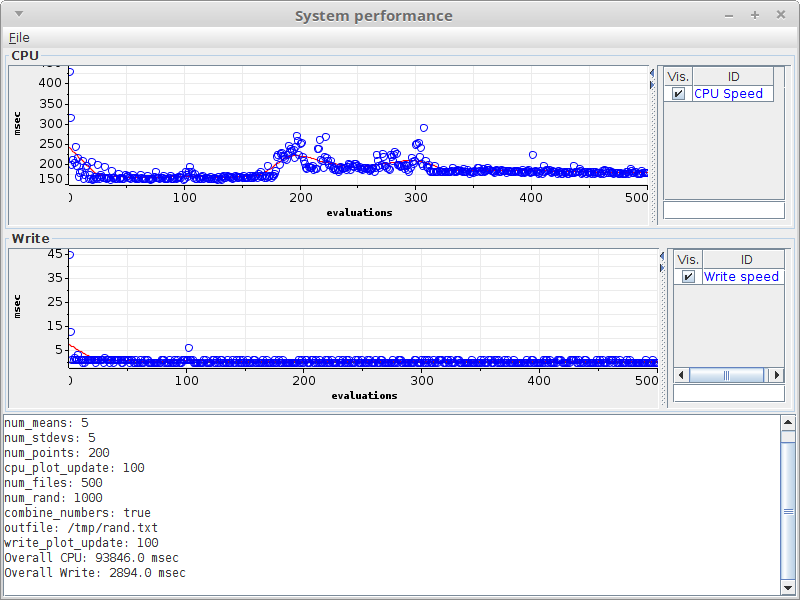 System performance
File
CPU
400
350
300
250
200
150
msec
0 100 200 300 400 500
evaluations
Vis. ID
CPU Speed
Write
45
35
25
15
5
msec
0 100 200 300 400 500
evaluations
Vis. ID
Write speed
num_means: 5
num_stdevs: 5
num_points: 200
cpu_plot_update: 100
num_files: 500
num_rand: 1000
combine_numbers: true
outfile: /tmp/rand.txt
write_plot_update: 100
Overall CPU: 93846.0 msec
Overall Write: 2894.0 msec